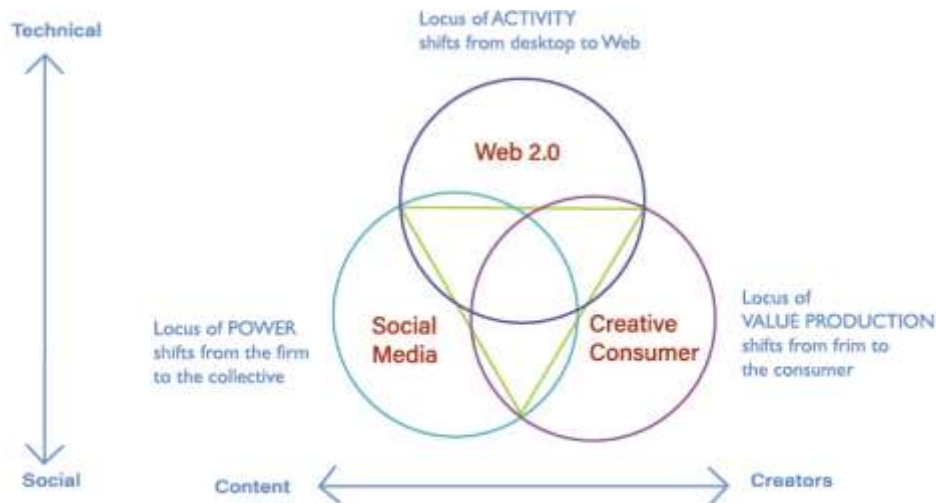 Technical
Locus of ACTIVITY
shifts from desktop to Web
Web 2.0
Locus of POWER
shifts from the firm
to the collective
Social
Media
Creative
Consumer
Locus of
VALUE PRODUCTION
shifts from frim to
the consumer
Social
Content
Creators